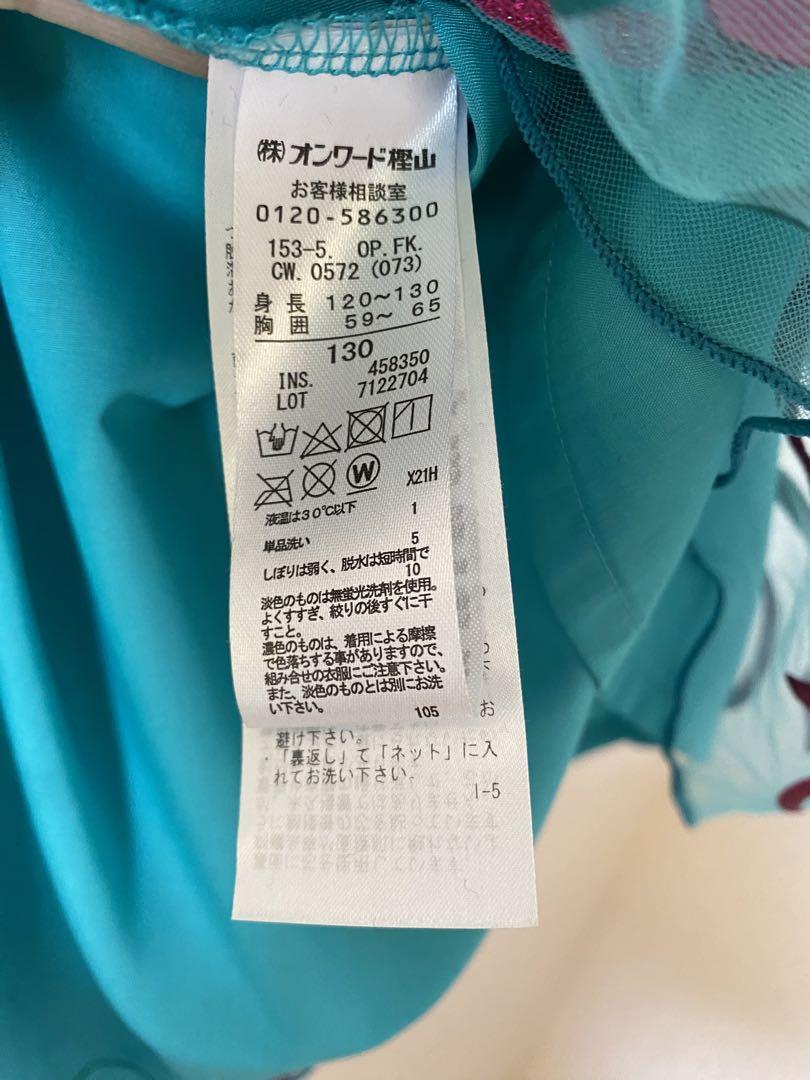 ㈱オンワード樫山
お客様相談室
0120-586300
153-5. OP.FK.
CW. 0572 (073)
身長 120～130
胸囲 59～ 65
130
INS. 458350
LOT 7122704
W X21H
液温は30℃以下 1
単品洗い 5
しぼりは弱く、脱水は短時間で
10
淡色のものは無蛍光洗剤を使用。
よくすすぎ、絞りの後すぐに干
すこと。
濃色のものは、着用による摩擦
で色落ちする事がありますので、
組み合せの衣服にご注意下さい。
また、淡色のものとは別にお洗
い下さい。 105
お
避け下さい。
・「裏返し」て「ネット」に入
れてお洗い下さい。
I-5